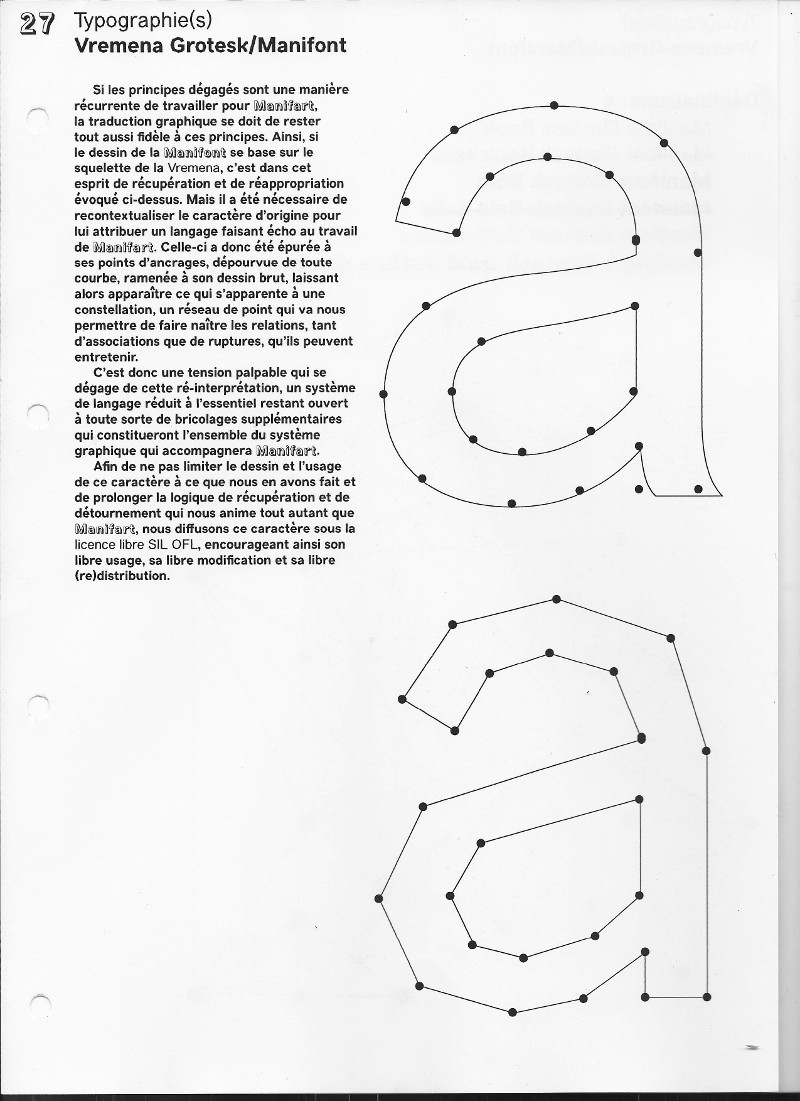 27 Typographie(s)
Vremena Grotesk/Manifont
Si les principes dégagés sont une manière
récurrente de travailler pour Manifart,
la traduction graphique se doit de rester
tout aussi fidèle à ces principes. Ainsi, si
le dessin de la Manifont se base sur le
squelette de la Vremena, c'est dans cet
esprit de récupération et de réappropriation
évoqué ci-dessus. Mais il a été nécessaire de
recontextualiser le caractère d'origine pour
lui attribuer un langage faisant écho au travail
de Manifart. Celle-ci a donc été épurée à
ses points d'ancrages, dépourvue de toute
courbe, ramenée à son dessin brut, laissant
alors apparaître ce qui s'apparente à une
constellation, un réseau de point qui va nous
permettre de faire naître les relations, tant
d'associations que de ruptures, qu'ils peuvent
entretenir.
C'est donc une tension palpable qui se
dégage de cette ré-interprétation, un système
de langage réduit à l'essentiel restant ouvert
à toute sorte de bricolages supplémentaires
qui constitueront l'ensemble du système
graphique qui accompagnera Manifart.
Afin de ne pas limiter le dessin et l'usage
de ce caractère à ce que nous en avons fait et
de prolonger la logique de récupération et de
détournement qui nous anime tout autant que
Manifart, nous diffusons ce caractère sous la
licence libre SIL OFL, encourageant ainsi son
libre usage, sa libre modification et sa libre
(re)distribution.
a
a